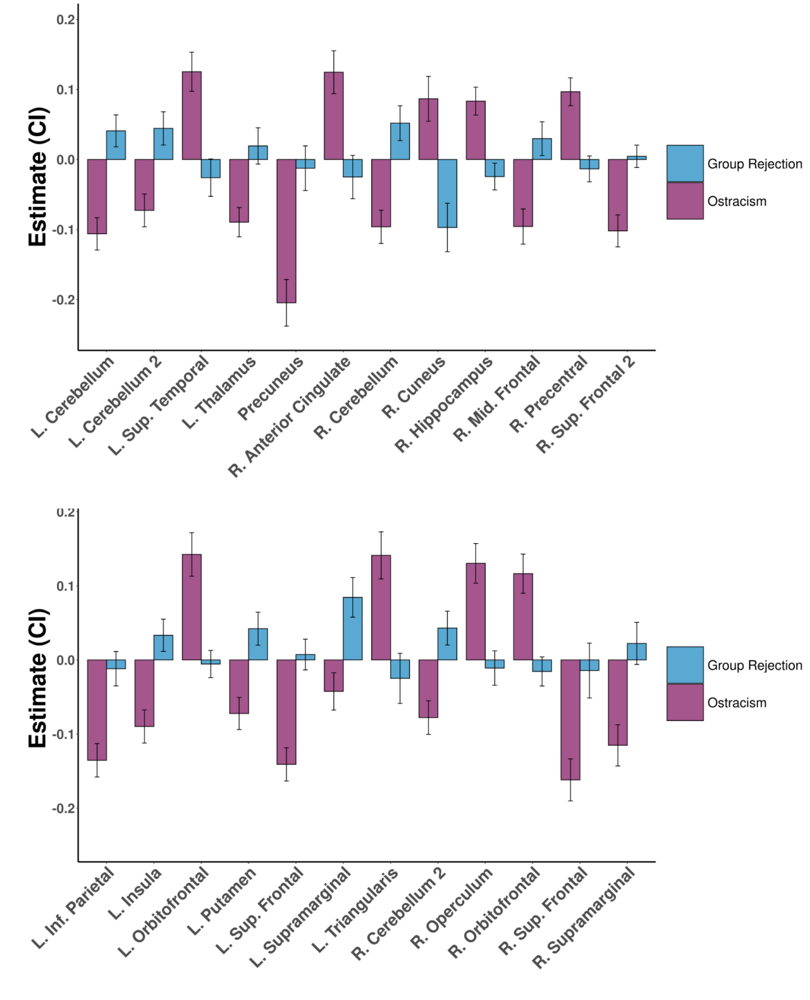 0.2
0.1
0.0
-0.1
-0.2
Estimate (CI)
Group Rejection
Ostracism
L. Cerebellum
L. Cerebellum 2
L. Sup. Temporal
L. Thalamus
Precuneus
R. Anterior Cingulate
R. Cerebellum
R. Cuneus
R. Hippocampus
R. Mid. Frontal
R. Precentral
R. Sup. Frontal 2
0.2
0.1
0.0
-0.1
-0.2
Estimate (CI)
Group Rejection
Ostracism
L. Inf. Parietal
L. Insula
L. Orbitofrontal
L. Putamen
L. Sup. Frontal
L. Supramarginal
L. Triangularis
R. Cerebellum 2
R. Operculum
R. Orbitofrontal
R. Sup. Frontal
R. Supramarginal